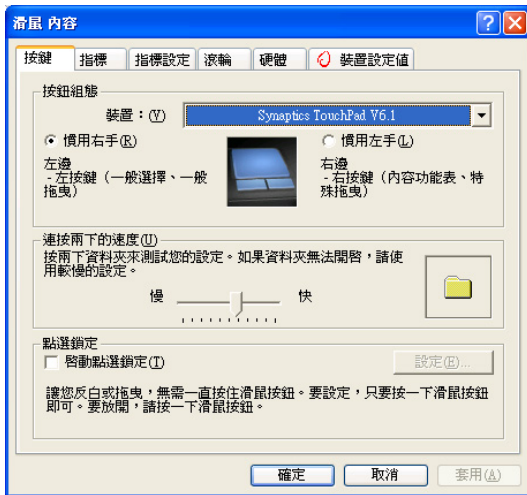 滑鼠 內容
按鍵 指標 指標設定 滾輪 硬體 裝置設定值
按鈕組態
裝置：(V) Synaptics TouchPad V6.1
慣用右手(R) 慣用左手(L)
左邊
- 左按鍵（一般選擇、一般
拖曳）
右邊
- 右按鍵（內容功能表、特
殊拖曳）
連按兩下的速度(U)
按兩下資料夾來測試您的設定。如果資料夾無法開啓，請使
用較慢的設定。
慢 快
點選鎖定
啓動點選鎖定(T) 設定(E)...
讓您反白或拖曳，無需一直按住滑鼠按鈕。要設定，只要按一下滑鼠按鈕
即可。要放開，請按一下滑鼠按鈕。
確定 取消 套用(A)